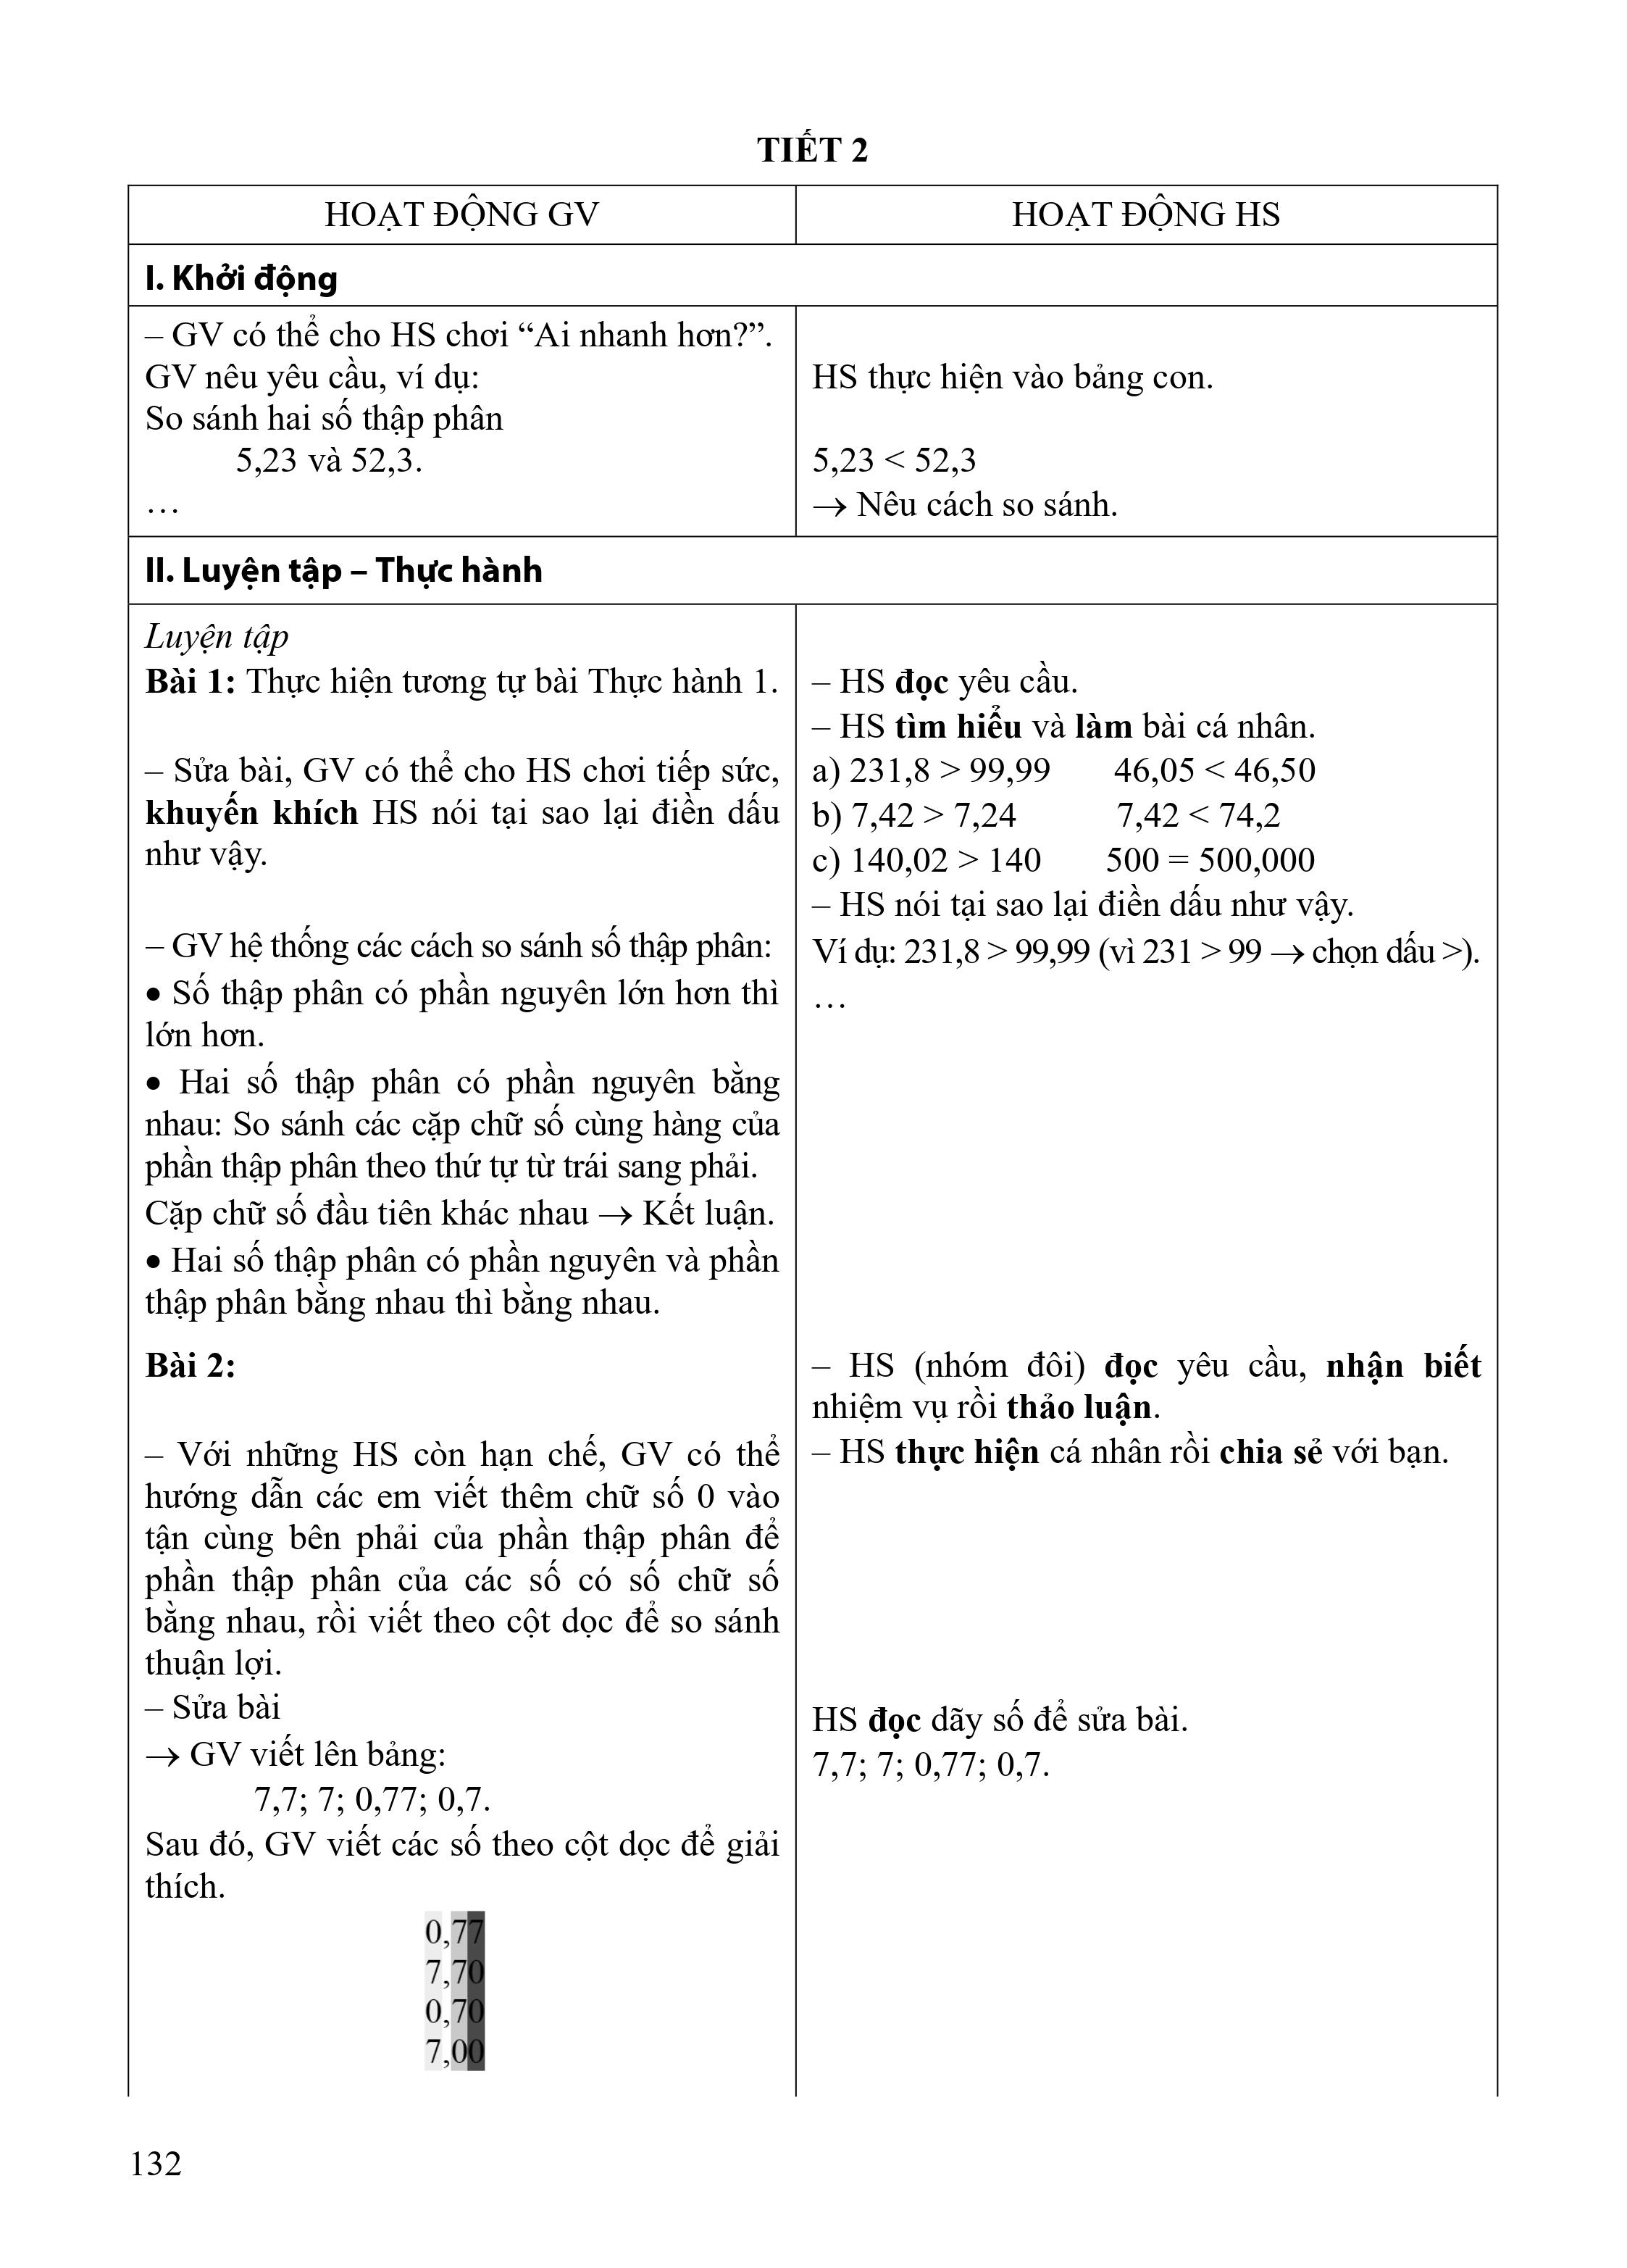 TIẾT 2
HOẠT ĐỘNG GV
HOẠT ĐỘNG HS
I. Khởi động
– GV có thể cho HS chơi “Ai nhanh hơn?”.
GV nêu yêu cầu, ví dụ:
So sánh hai số thập phân
5,23 và 52,3.
…
HS thực hiện vào bảng con.
5,23 < 52,3
→ Nêu cách so sánh.
II. Luyện tập – Thực hành
Luyện tập
Bài 1: Thực hiện tương tự bài Thực hành 1.
– Sửa bài, GV có thể cho HS chơi tiếp sức,
khuyến khích HS nói tại sao lại điền dấu
như vậy.
– GV hệ thống các cách so sánh số thập phân:
• Số thập phân có phần nguyên lớn hơn thì
lớn hơn.
• Hai số thập phân có phần nguyên bằng
nhau: So sánh các cặp chữ số cùng hàng của
phần thập phân theo thứ tự từ trái sang phải.
Cặp chữ số đầu tiên khác nhau → Kết luận.
• Hai số thập phân có phần nguyên và phần
thập phân bằng nhau thì bằng nhau.
– HS đọc yêu cầu.
– HS tìm hiểu và làm bài cá nhân.
a) 231,8 > 99,99 46,05 < 46,50
b) 7,42 > 7,24 7,42 < 74,2
c) 140,02 > 140 500 = 500,000
– HS nói tại sao lại điền dấu như vậy.
Ví dụ: 231,8 > 99,99 (vì 231 > 99 → chọn dấu >).
…
Bài 2:
– Với những HS còn hạn chế, GV có thể
hướng dẫn các em viết thêm chữ số 0 vào
tận cùng bên phải của phần thập phân để
phần thập phân của các số có số chữ số
bằng nhau, rồi viết theo cột dọc để so sánh
thuận lợi.
– Sửa bài
→ GV viết lên bảng:
7,7; 7; 0,77; 0,7.
Sau đó, GV viết các số theo cột dọc để giải
thích.
0,77
7,70
0,70
7,00
– HS (nhóm đôi) đọc yêu cầu, nhận biết
nhiệm vụ rồi thảo luận.
– HS thực hiện cá nhân rồi chia sẻ với bạn.
HS đọc dãy số để sửa bài.
7,7; 7; 0,77; 0,7.
132